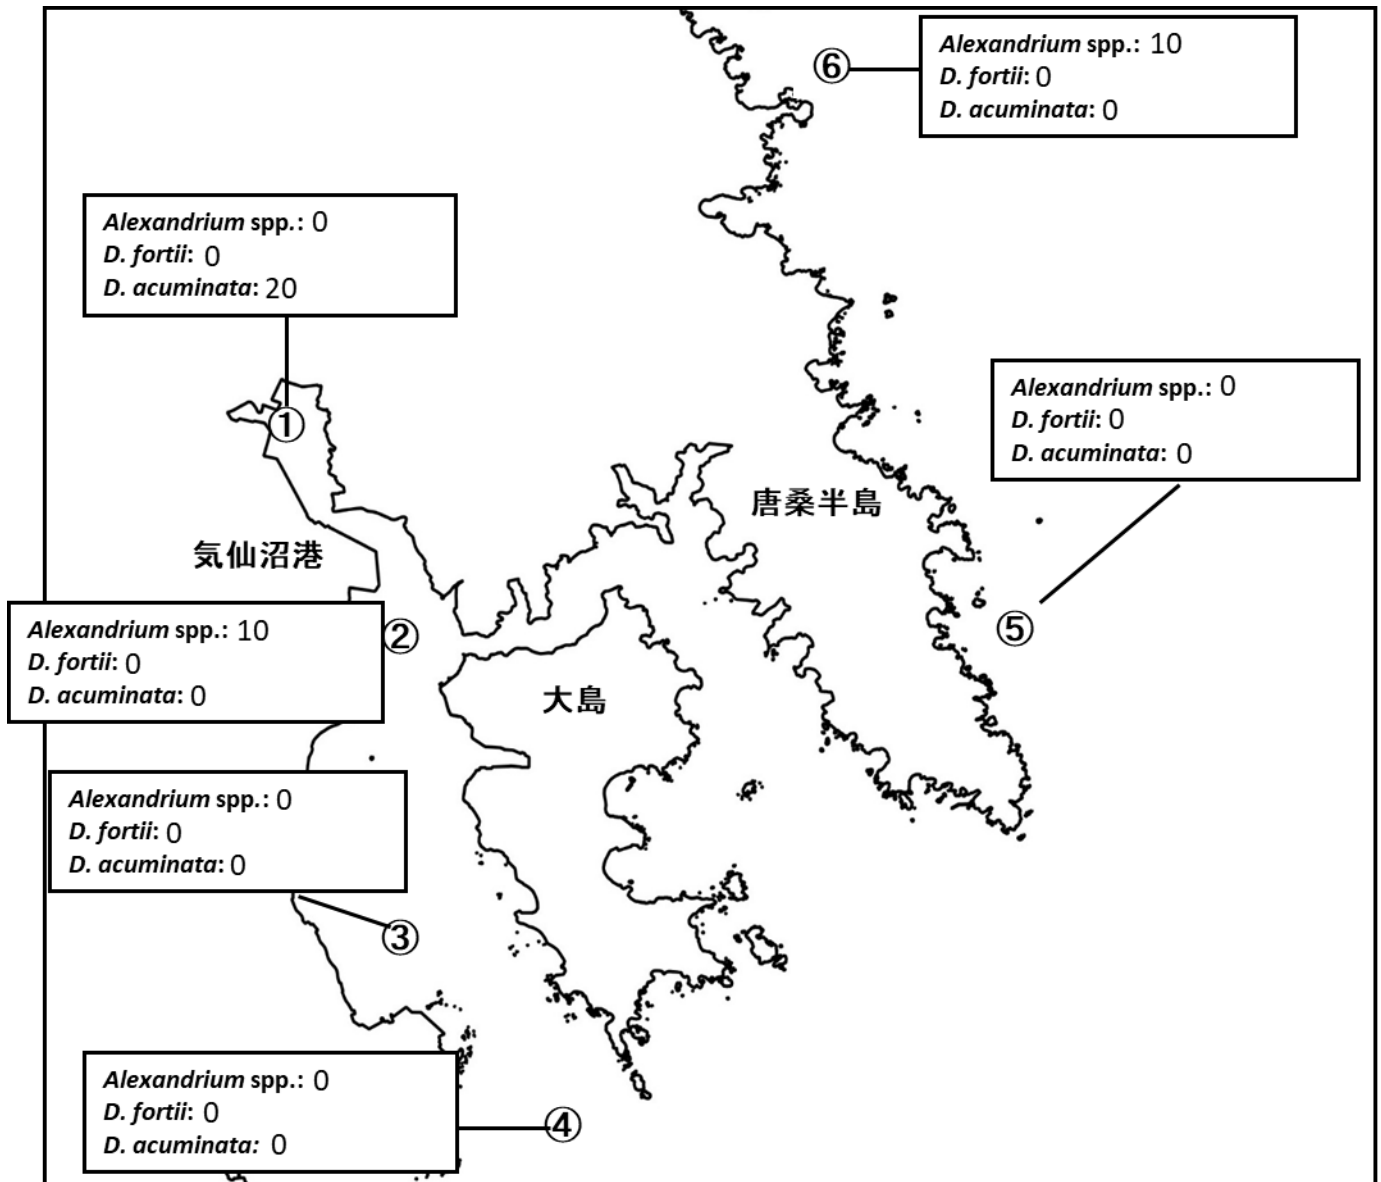 ⑥
Alexandrium spp.: 10
D. fortii: 0
D. acuminata: 0
Alexandrium spp.: 0
D. fortii: 0
D. acuminata: 20
①
Alexandrium spp.: 0
D. fortii: 0
D. acuminata: 0
⑤
唐桑半島
気仙沼港
Alexandrium spp.: 10
D. fortii: 0
D. acuminata: 0
②
大島
Alexandrium spp.: 0
D. fortii: 0
D. acuminata: 0
③
Alexandrium spp.: 0
D. fortii: 0
D. acuminata: 0
④